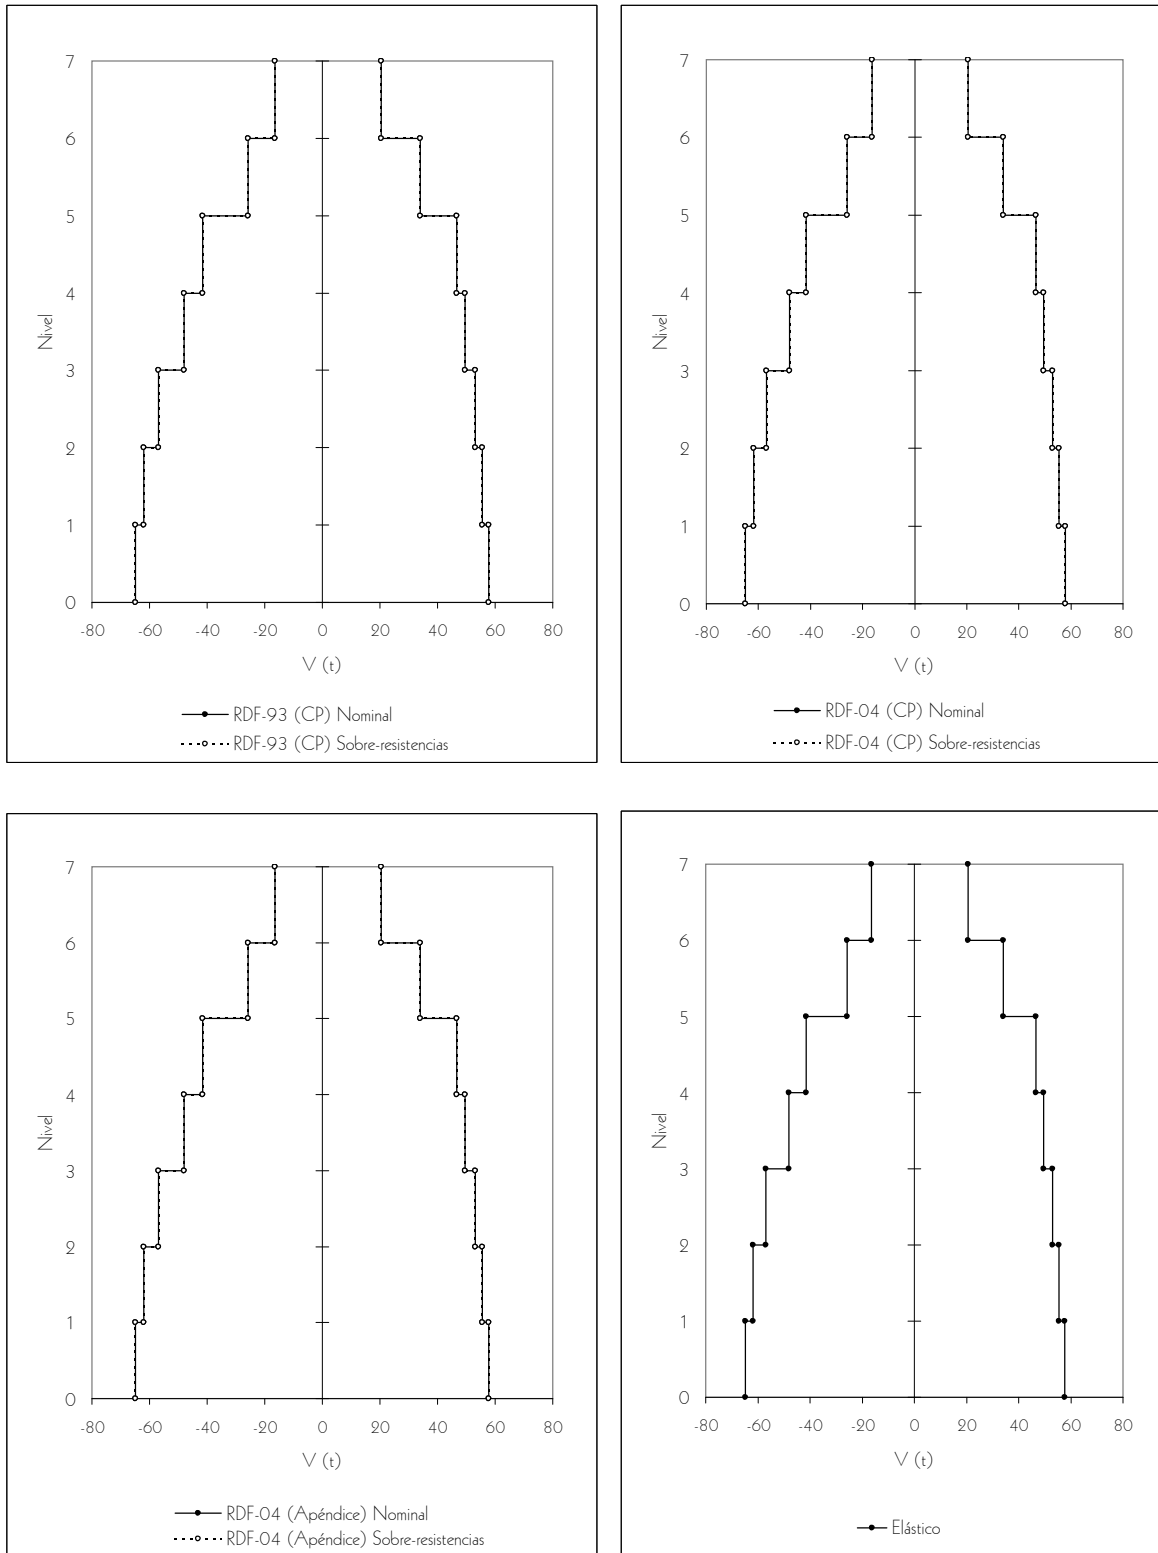 7
6
5
4
3
2
1
0
Nivel
-80 -60 -40 -20 0 20 40 60 80
V (t)
RDF-93 (CP) Nominal
RDF-93 (CP) Sobre-resistencias
7
6
5
4
3
2
1
0
Nivel
-80 -60 -40 -20 0 20 40 60 80
V (t)
RDF-04 (CP) Nominal
RDF-04 (CP) Sobre-resistencias
7
6
5
4
3
2
1
0
Nivel
-80 -60 -40 -20 0 20 40 60 80
V (t)
RDF-04 (Apéndice) Nominal
RDF-04 (Apéndice) Sobre-resistencias
7
6
5
4
3
2
1
0
Nivel
-80 -60 -40 -20 0 20 40 60 80
V (t)
Elástico